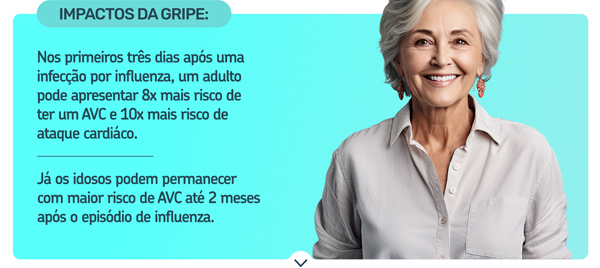 IMPACTOS DA GRIPE:
Nos primeiros três dias após uma
infecção por influenza, um adulto
pode apresentar 8x mais risco de
ter um AVC e 10x mais risco de
ataque cardiáco.
Já os idosos podem permanecer
com maior risco de AVC até 2 meses
após o episódio de influenza.